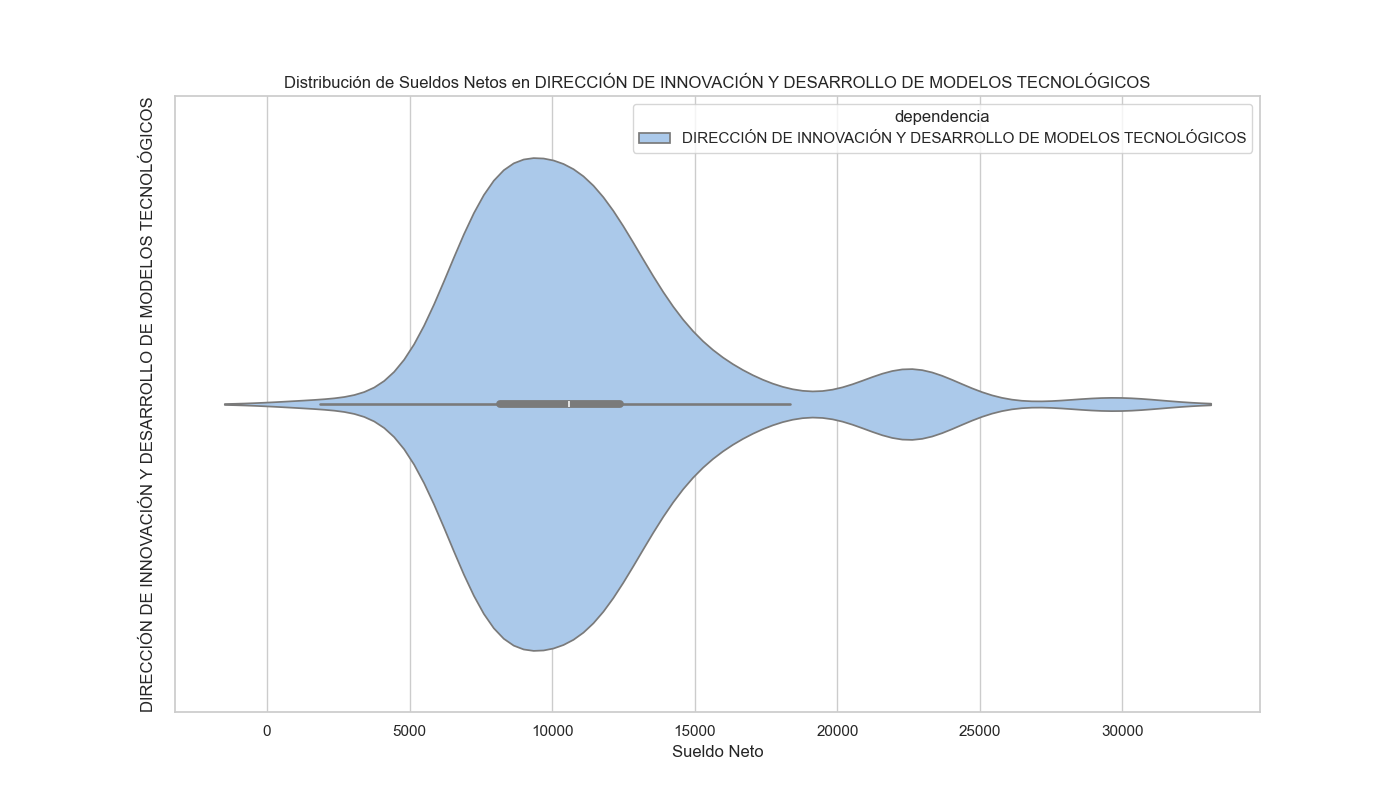 Distribución de Sueldos Netos en DIRECCIÓN DE INNOVACIÓN Y DESARROLLO DE MODELOS TECNOLÓGICOS
dependencia
DIRECCIÓN DE INNOVACIÓN Y DESARROLLO DE MODELOS TECNOLÓGICOS
DIRECCIÓN DE INNOVACIÓN Y DESARROLLO DE MODELOS TECNOLÓGICOS
0 5000 10000 15000 20000 25000 30000
Sueldo Neto